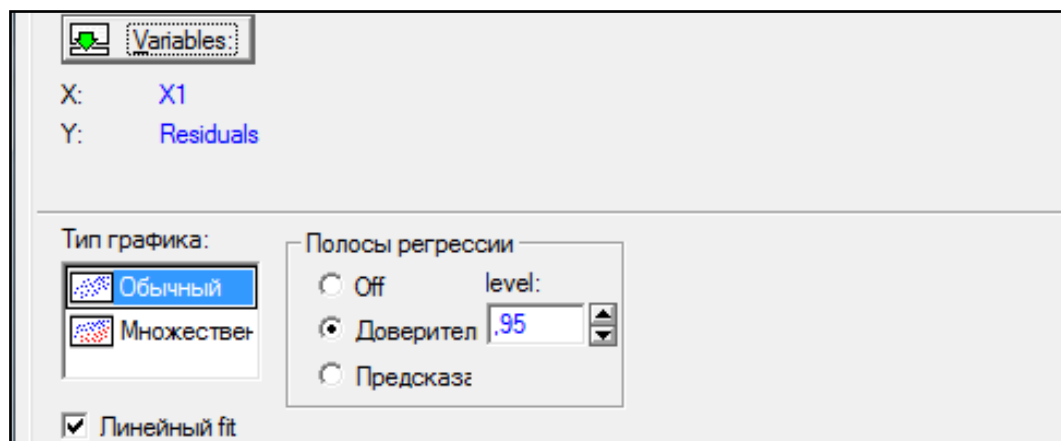 Variables:
X: X1
Y: Residuals
Тип графика:
Обычный
Множествен
Полосы регрессии
Off
level:
Доверител
,95
Предсказа
Линейный fit